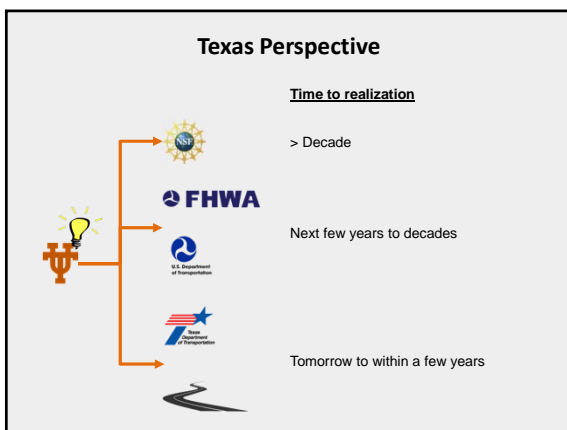 Texas Perspective
Time to realization
NSF
> Decade
FHWA
Next few years to decades
UT
U.S. Department
of Transportation
Texas
Department
of Transportation
Tomorrow to within a few years